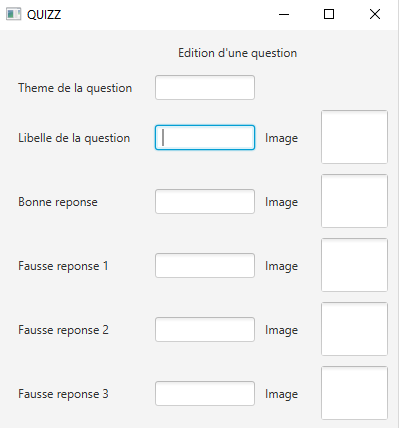 QUIZZ
Edition d'une question
Theme de la question
Libelle de la question Image
Bonne reponse Image
Fausse reponse 1 Image
Fausse reponse 2 Image
Fausse reponse 3 Image